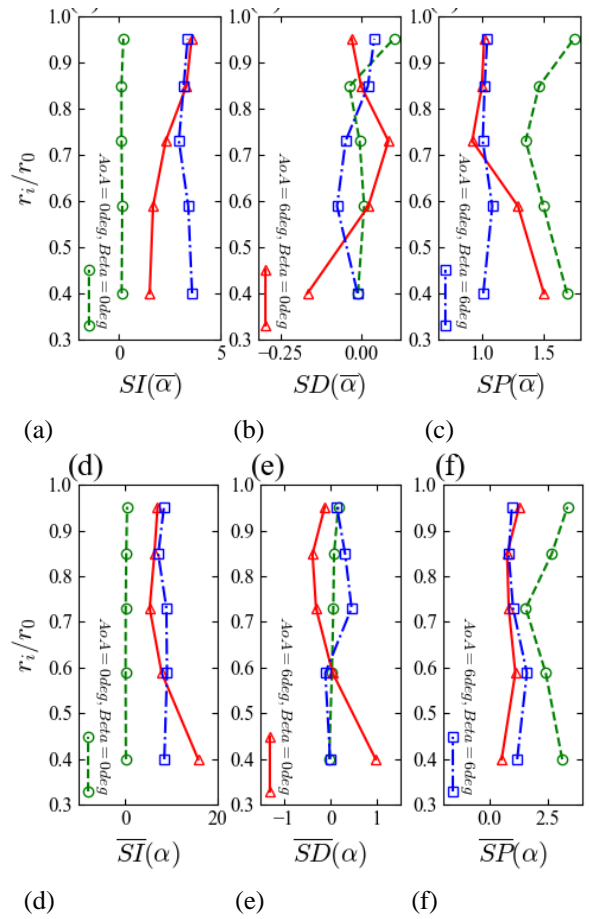 1.0
0.9
0.8
0.7
0.6
0.5
0.4
0.3
r_i/r_0
AoA = 0deg, Beta = 0deg
0 5
SI(α̅)
AoA = 6deg, Beta = 0deg
−0.25 0.00
SD(α̅)
AoA = 6deg, Beta = 6deg
1.0 1.5
SP(α̅)
(a) (b) (c)
(d) (e) (f)
1.0
0.9
0.8
0.7
0.6
0.5
0.4
0.3
r_i/r_0
AoA = 0deg, Beta = 0deg
0 20
S̅I̅(α)
AoA = 6deg, Beta = 0deg
−1 0 1
S̅D̅(α)
AoA = 6deg, Beta = 6deg
0.0 2.5
S̅P̅(α)
(d) (e) (f)